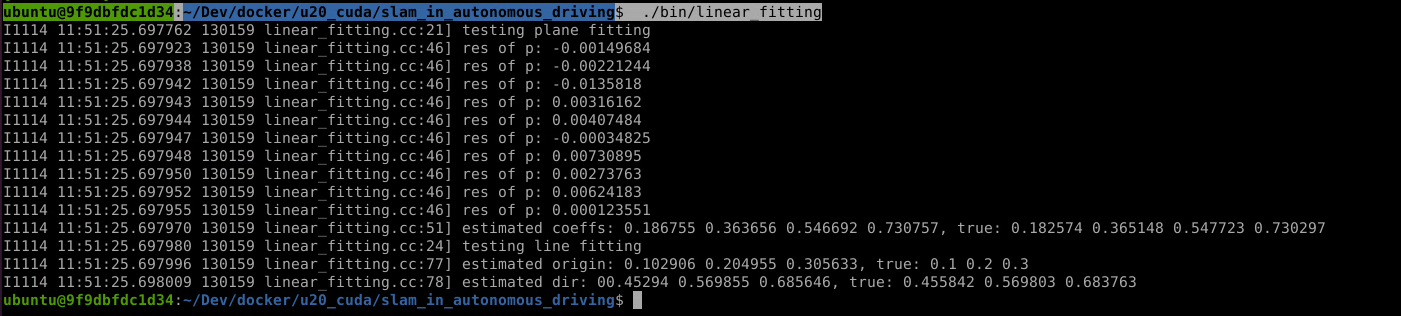 ubuntu@9f9dbfdc1d34:~/Dev/docker/u20_cuda/slam_in_autonomous_driving$ ./bin/linear_fitting
I1114 11:51:25.697762 130159 linear_fitting.cc:21] testing plane fitting
I1114 11:51:25.697923 130159 linear_fitting.cc:46] res of p: -0.00149684
I1114 11:51:25.697938 130159 linear_fitting.cc:46] res of p: -0.00221244
I1114 11:51:25.697942 130159 linear_fitting.cc:46] res of p: -0.0135818
I1114 11:51:25.697943 130159 linear_fitting.cc:46] res of p: 0.00316162
I1114 11:51:25.697944 130159 linear_fitting.cc:46] res of p: 0.00407484
I1114 11:51:25.697947 130159 linear_fitting.cc:46] res of p: -0.00034825
I1114 11:51:25.697948 130159 linear_fitting.cc:46] res of p: 0.00730895
I1114 11:51:25.697950 130159 linear_fitting.cc:46] res of p: 0.00273763
I1114 11:51:25.697952 130159 linear_fitting.cc:46] res of p: 0.00624183
I1114 11:51:25.697955 130159 linear_fitting.cc:46] res of p: 0.000123551
I1114 11:51:25.697970 130159 linear_fitting.cc:51] estimated coeffs: 0.186755 0.363656 0.546692 0.730757, true: 0.182574 0.365148 0.547723 0.730297
I1114 11:51:25.697980 130159 linear_fitting.cc:24] testing line fitting
I1114 11:51:25.697996 130159 linear_fitting.cc:77] estimated origin: 0.102906 0.204955 0.305633, true: 0.1 0.2 0.3
I1114 11:51:25.698009 130159 linear_fitting.cc:78] estimated dir: 00.45294 0.569855 0.685646, true: 0.455842 0.569803 0.683763
ubuntu@9f9dbfdc1d34:~/Dev/docker/u20_cuda/slam_in_autonomous_driving$